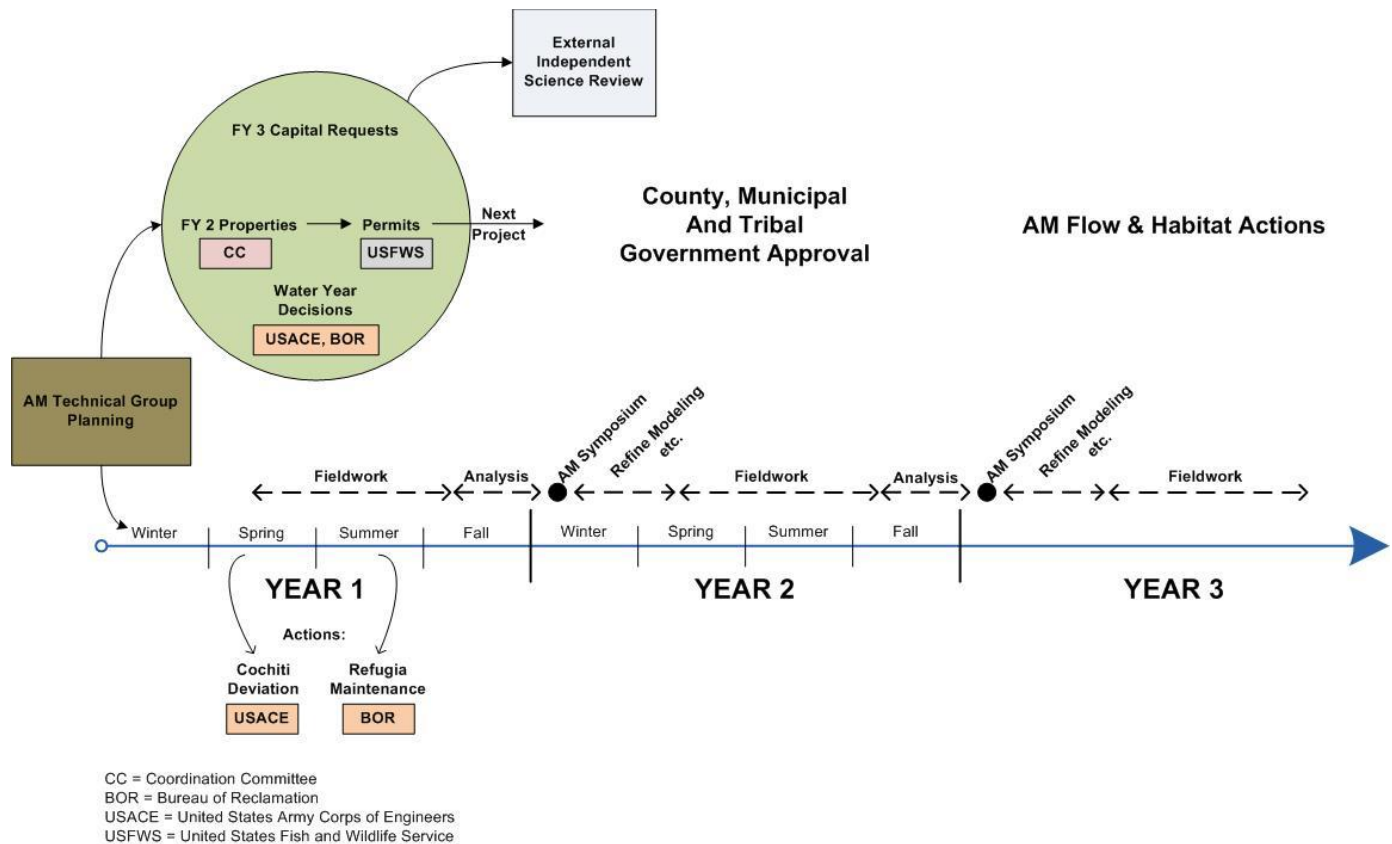 External
Independent
Science Review
FY 3 Capital Requests
FY 2 Properties
Permits
CC
USFWS
Next
Project
Water Year
Decisions
USACE, BOR
County, Municipal
And Tribal
Government Approval
AM Flow & Habitat Actions
AM Technical Group
Planning
Fieldwork
Analysis
AM Symposium
Refine Modeling
etc.
Fieldwork
Analysis
AM Symposium
Refine Modeling
etc.
Fieldwork
Winter
Spring
Summer
Fall
Winter
Spring
Summer
Fall
YEAR 1
YEAR 2
YEAR 3
Actions:
Cochiti
Deviation
USACE
Refugia
Maintenance
BOR
CC = Coordination Committee
BOR = Bureau of Reclamation
USACE = United States Army Corps of Engineers
USFWS = United States Fish and Wildlife Service